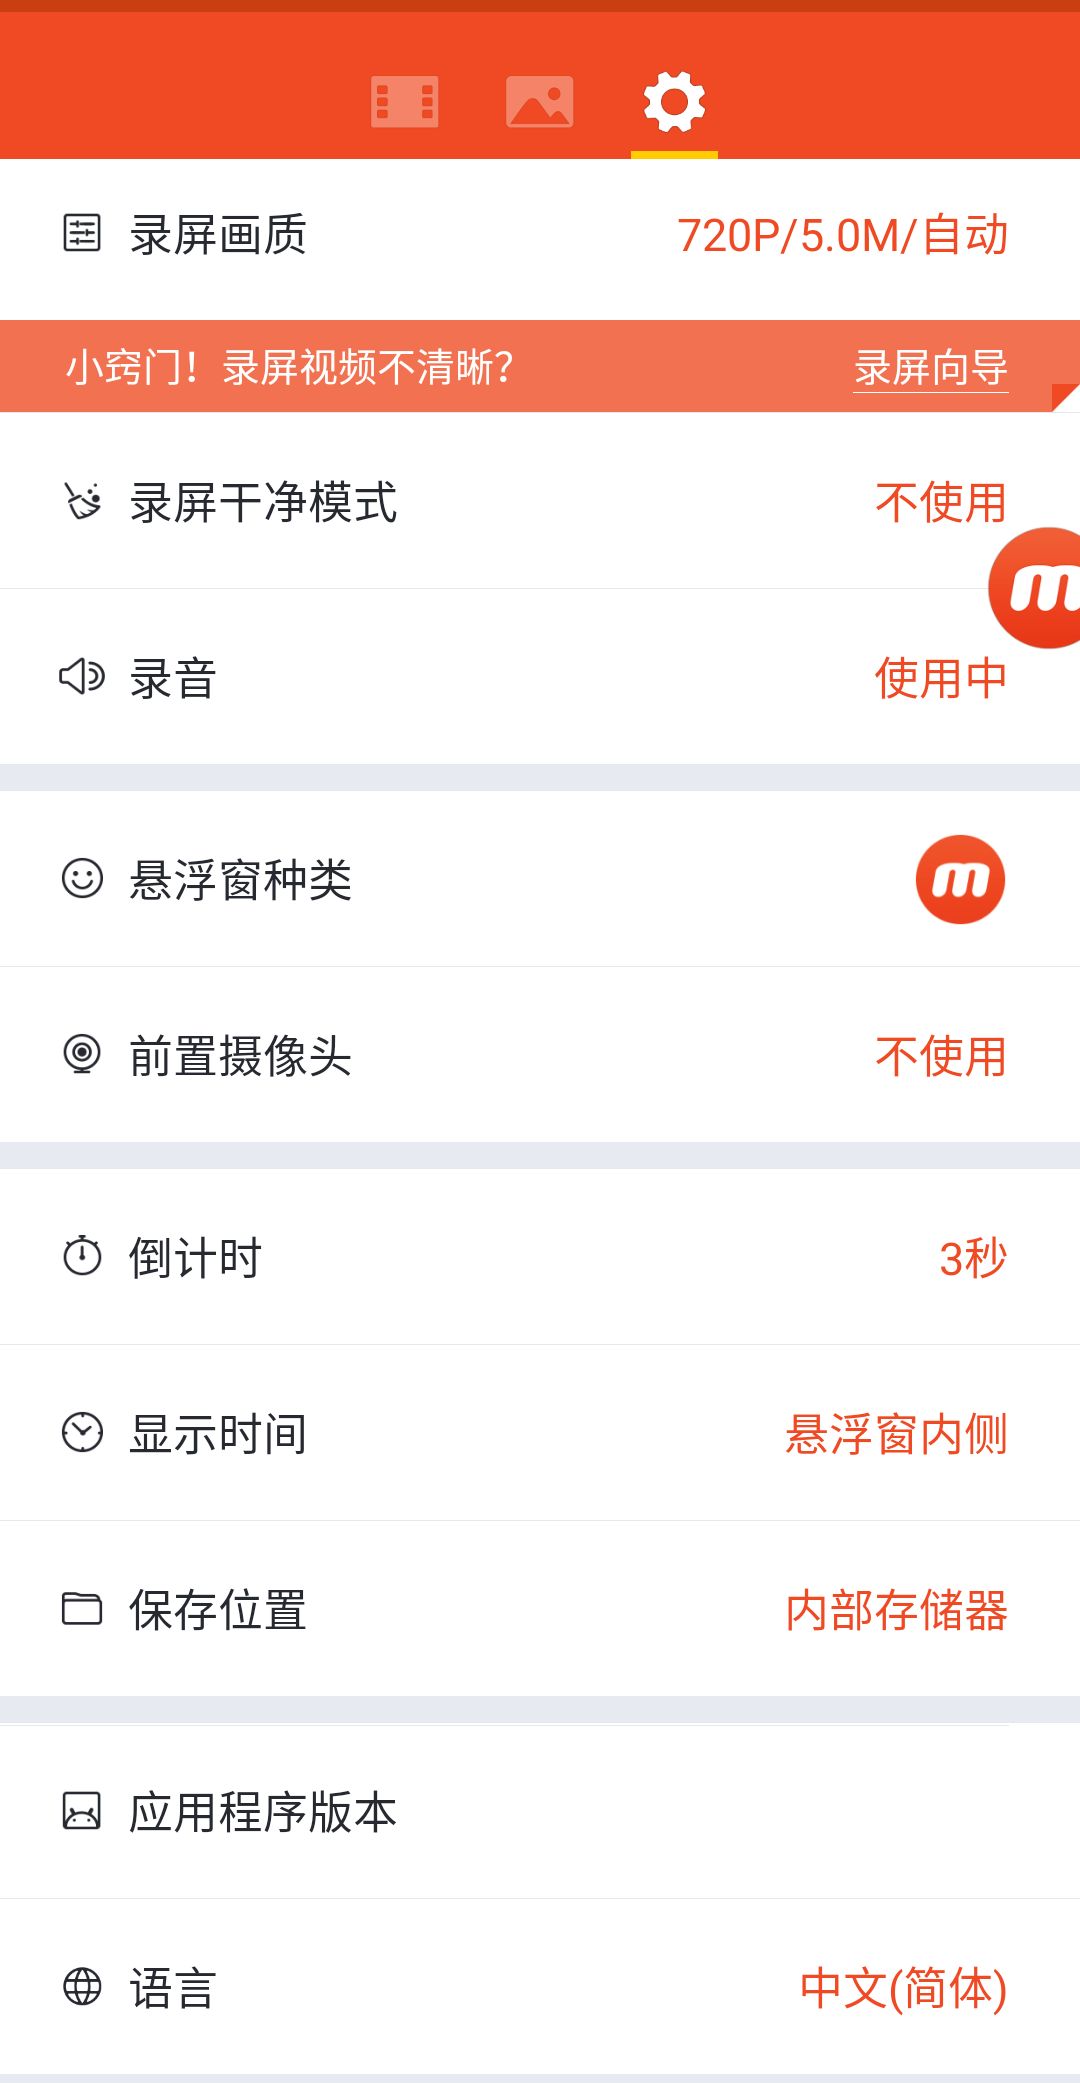 录屏画质 720P/5.0M/自动
小窍门！录屏视频不清晰？ 录屏向导
录屏干净模式 不使用
m
录音 使用中
悬浮窗种类 m
前置摄像头 不使用
倒计时 3秒
显示时间 悬浮窗内侧
保存位置 内部存储器
应用程序版本
语言 中文(简体)